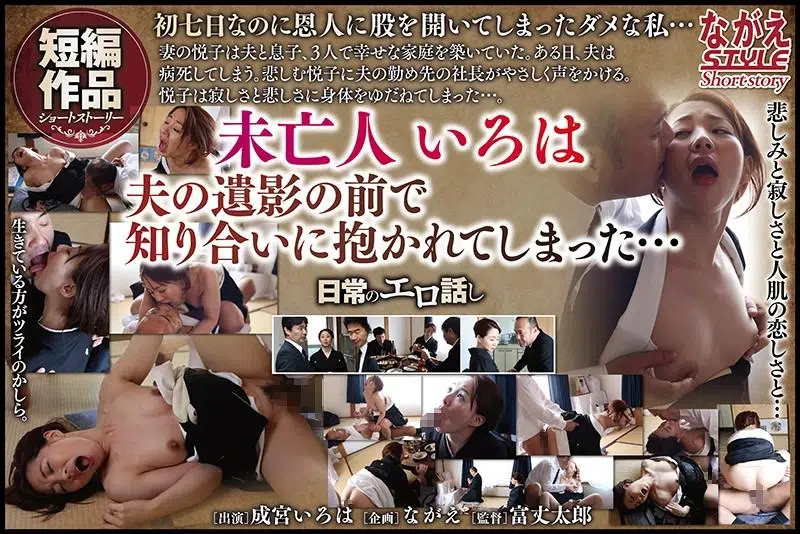 短編
作品
ショートストーリー
初七日なのに恩人に股を開いてしまったダメな私…
妻の悦子は夫と息子、3人で幸せな家庭を築いていた。ある日、夫は
病死してしまう。悲しむ悦子に夫の勤め先の社長がやさしく声をかける。
悦子は寂しさと悲しさに身体をゆだねてしまった…。
ながえ
STYLE
Shortstory
未亡人 いろは
夫の遺影の前で
知り合いに抱かれてしまった…
日常のエロ話し
悲しみと寂しさと人肌の恋しさと…
生きている方がツライのかしら。
[出演]成宮いろは [企画]ながえ [監督]富丈太郎